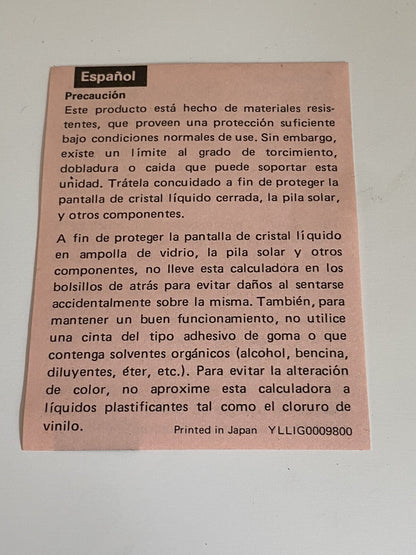 Español
Precaución
Este producto está hecho de materiales resis-
tentes, que proveen una protección suficiente
bajo condiciones normales de use. Sin embargo,
existe un límite al grado de torcimiento,
dobladura o caida que puede soportar esta
unidad. Trátela concuidado a fin de proteger la
pantalla de cristal líquido cerrada, la pila solar,
y otros componentes.
A fin de proteger la pantalla de cristal líquido
en ampolla de vidrio, la pila solar y otros
componentes, no lleve esta calculadora en los
bolsillos de atrás para evitar daños al sentarse
accidentalmente sobre la misma. También, para
mantener un buen funcionamiento, no utilice
una cinta del tipo adhesivo de goma o que
contenga solventes orgánicos (alcohol, bencina,
diluyentes, éter, etc.). Para evitar la alteración
de color, no aproxime esta calculadora a
líquidos plastificantes tal como el cloruro de
vinilo.
Printed in Japan YLLIG0009800